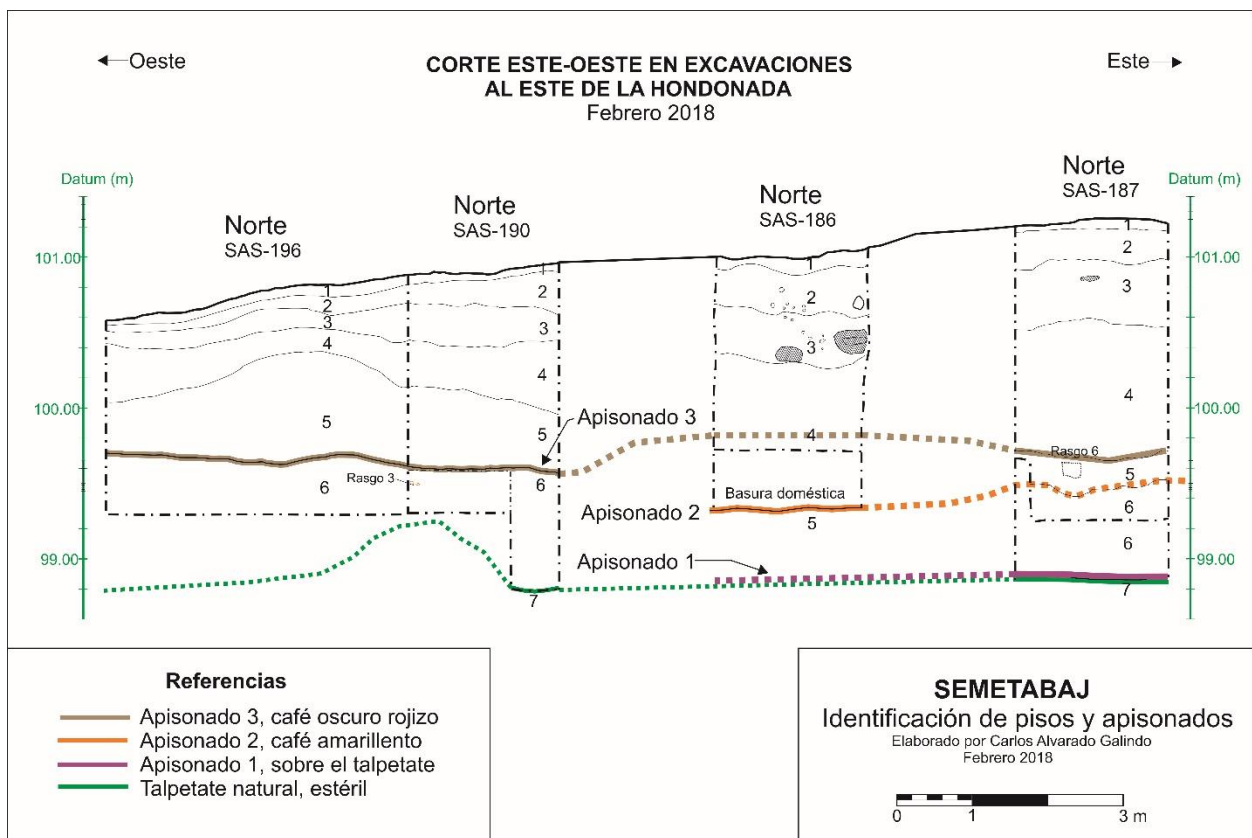 Oeste
CORTE ESTE-OESTE EN EXCAVACIONES
AL ESTE DE LA HONDONADA
Febrero 2018
Este
Datum (m)
Norte
SAS-196
Norte
SAS-190
Norte
SAS-186
Norte
SAS-187
Datum (m)
101.00
100.00
99.00
101.00
100.00
99.00
1
2
3
4
5
6
Rasgo 3
1
2
3
4
5
6
7
Apisonado 3
1
2
3
4
Basura doméstica
5
Apisonado 2
Apisonado 1
1
2
3
4
Rasgo 6
5
6
6
7
Referencias
Apisonado 3, café oscuro rojizo
Apisonado 2, café amarillento
Apisonado 1, sobre el talpetate
Talpetate natural, estéril
SEMETABAJ
Identificación de pisos y apisonados
Elaborado por Carlos Alvarado Galindo
Febrero 2018
0 1 3 m